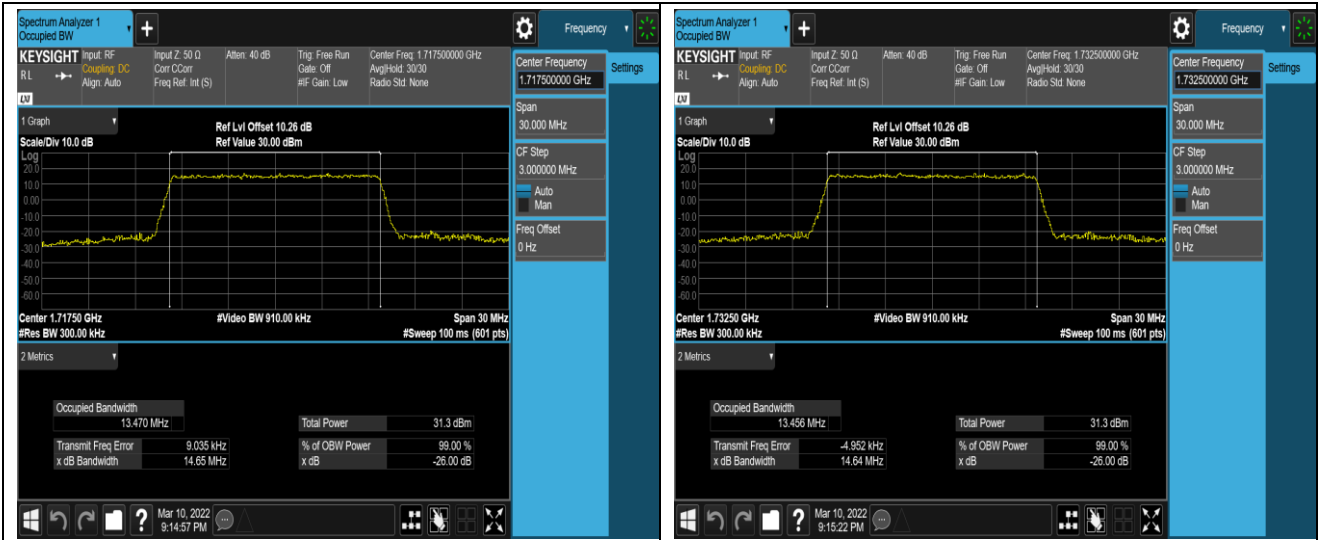 Spectrum Analyzer 1
Occupied BW
+
Frequency
KEYSIGHT
RL
LXI
Input: RF
Coupling: DC
Align: Auto
Input Z: 50 Ω
Corr CCorr
Freq Ref: Int (S)
Atten: 40 dB
Trig: Free Run
Gate: Off
#IF Gain: Low
Center Freq: 1.717500000 GHz
Avg|Hold: 30/30
Radio Std: None
Center Frequency
1.717500000 GHz
Settings
Span
30.000 MHz
CF Step
3.000000 MHz
Auto
Man
Freq Offset
0 Hz
1 Graph
Scale/Div 10.0 dB
Ref Lvl Offset 10.26 dB
Ref Value 30.00 dBm
Log
20.0
10.0
0.00
-10.0
-20.0
-30.0
-40.0
-50.0
-60.0
Center 1.71750 GHz
#Video BW 910.00 kHz
Span 30 MHz
#Res BW 300.00 kHz
#Sweep 100 ms (601 pts)
2 Metrics
Occupied Bandwidth
13.470 MHz
Total Power 31.3 dBm
Transmit Freq Error 9.035 kHz
% of OBW Power 99.00 %
x dB Bandwidth 14.65 MHz
x dB -26.00 dB
?
Mar 10, 2022
9:14:57 PM
Spectrum Analyzer 1
Occupied BW
+
Frequency
KEYSIGHT
RL
LXI
Input: RF
Coupling: DC
Align: Auto
Input Z: 50 Ω
Corr CCorr
Freq Ref: Int (S)
Atten: 40 dB
Trig: Free Run
Gate: Off
#IF Gain: Low
Center Freq: 1.732500000 GHz
Avg|Hold: 30/30
Radio Std: None
Center Frequency
1.732500000 GHz
Settings
Span
30.000 MHz
CF Step
3.000000 MHz
Auto
Man
Freq Offset
0 Hz
1 Graph
Scale/Div 10.0 dB
Ref Lvl Offset 10.26 dB
Ref Value 30.00 dBm
Log
20.0
10.0
0.00
-10.0
-20.0
-30.0
-40.0
-50.0
-60.0
Center 1.73250 GHz
#Video BW 910.00 kHz
Span 30 MHz
#Res BW 300.00 kHz
#Sweep 100 ms (601 pts)
2 Metrics
Occupied Bandwidth
13.456 MHz
Total Power 31.3 dBm
Transmit Freq Error -4.952 kHz
% of OBW Power 99.00 %
x dB Bandwidth 14.64 MHz
x dB -26.00 dB
?
Mar 10, 2022
9:15:22 PM